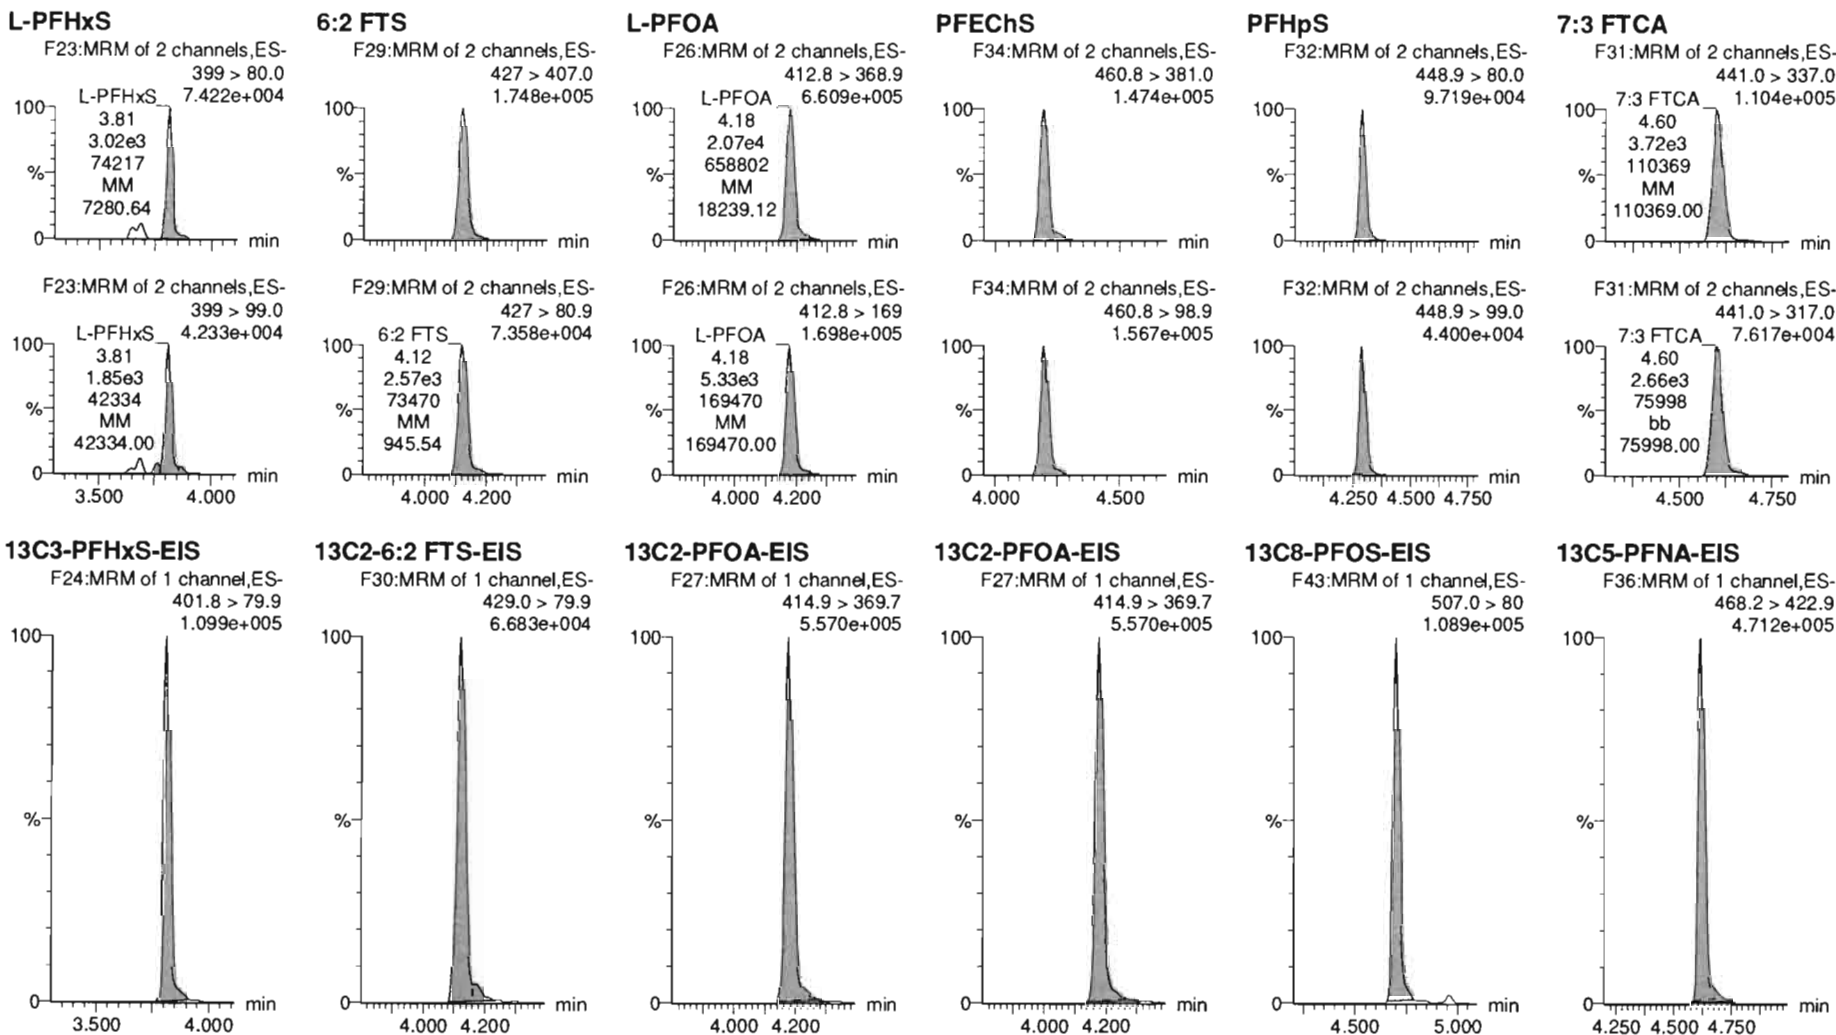 L-PFHxS
F23:MRM of 2 channels,ES-
399 > 80.0
7.422e+004
L-PFHxS
3.81
3.02e3
74217
MM
7280.64
100
%
0
min
6:2 FTS
F29:MRM of 2 channels,ES-
427 > 407.0
1.748e+005
100
%
0
min
L-PFOA
F26:MRM of 2 channels,ES-
412.8 > 368.9
6.609e+005
L-PFOA
4.18
2.07e4
658802
MM
18239.12
100
%
0
min
PFEChS
F34:MRM of 2 channels,ES-
460.8 > 381.0
1.474e+005
100
%
0
min
PFHpS
F32:MRM of 2 channels,ES-
448.9 > 80.0
9.719e+004
100
%
0
min
7:3 FTCA
F31:MRM of 2 channels,ES-
441.0 > 337.0
1.104e+005
7:3 FTCA
4.60
3.72e3
110369
MM
110369.00
100
%
0
min
F23:MRM of 2 channels,ES-
399 > 99.0
4.233e+004
L-PFHxS
3.81
1.85e3
42334
MM
42334.00
100
%
0
min
3.500 4.000
F29:MRM of 2 channels,ES-
427 > 80.9
7.358e+004
6:2 FTS
4.12
2.57e3
73470
MM
945.54
100
%
0
min
4.000 4.200
F26:MRM of 2 channels,ES-
412.8 > 169
1.698e+005
L-PFOA
4.18
5.33e3
169470
MM
169470.00
100
%
0
min
4.000 4.200
F34:MRM of 2 channels,ES-
460.8 > 98.9
1.567e+005
100
%
0
min
4.000 4.500
F32:MRM of 2 channels,ES-
448.9 > 99.0
4.400e+004
100
%
0
min
4.250 4.500 4.750
F31:MRM of 2 channels,ES-
441.0 > 317.0
7.617e+004
7:3 FTCA
4.60
2.66e3
75998
bb
75998.00
100
%
0
min
4.500 4.750
13C3-PFHxS-EIS
F24:MRM of 1 channel,ES-
401.8 > 79.9
1.099e+005
100
%
0
min
3.500 4.000
13C2-6:2 FTS-EIS
F30:MRM of 1 channel,ES-
429.0 > 79.9
6.683e+004
100
%
0
min
4.000 4.200
13C2-PFOA-EIS
F27:MRM of 1 channel,ES-
414.9 > 369.7
5.570e+005
100
%
0
min
4.000 4.200
13C2-PFOA-EIS
F27:MRM of 1 channel,ES-
414.9 > 369.7
5.570e+005
100
%
0
min
4.000 4.200
13C8-PFOS-EIS
F43:MRM of 1 channel,ES-
507.0 > 80
1.089e+005
100
%
0
min
4.500 5.000
13C5-PFNA-EIS
F36:MRM of 1 channel,ES-
468.2 > 422.9
4.712e+005
100
%
0
min
4.250 4.500 4.750